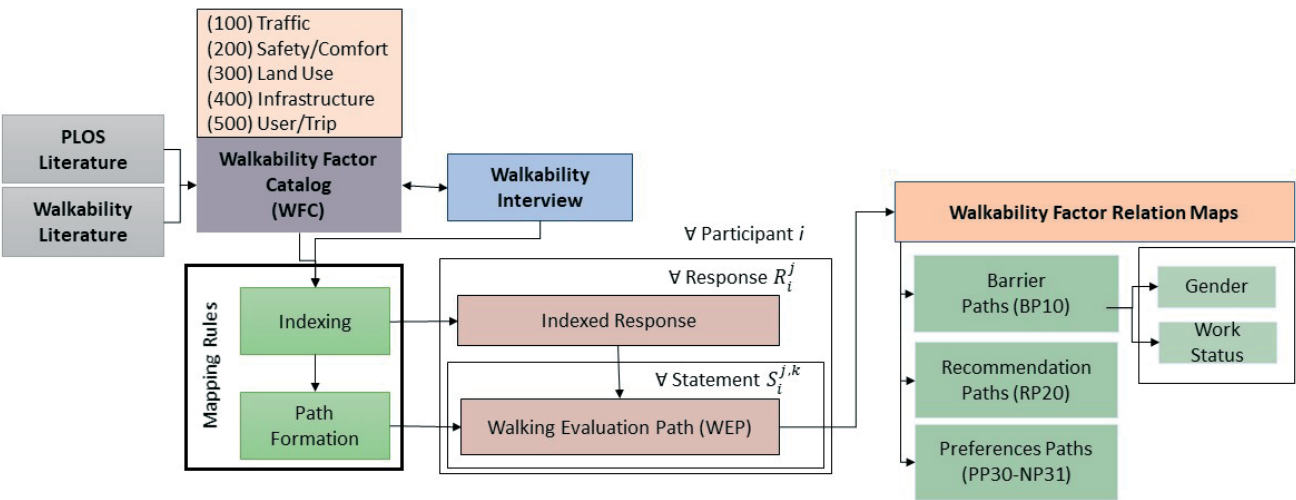 (100) Traffic
(200) Safety/Comfort
(300) Land Use
(400) Infrastructure
(500) User/Trip
PLOS
Literature
Walkability
Literature
Walkability Factor
Catalog
(WFC)
Walkability
Interview
Mapping Rules
Indexing
Path
Formation
∀ Participant i
∀ Response R_i^j
Indexed Response
∀ Statement S_i^{j,k}
Walking Evaluation Path (WEP)
Walkability Factor Relation Maps
Barrier
Paths (BP10)
Gender
Work
Status
Recommendation
Paths (RP20)
Preferences Paths
(PP30-NP31)